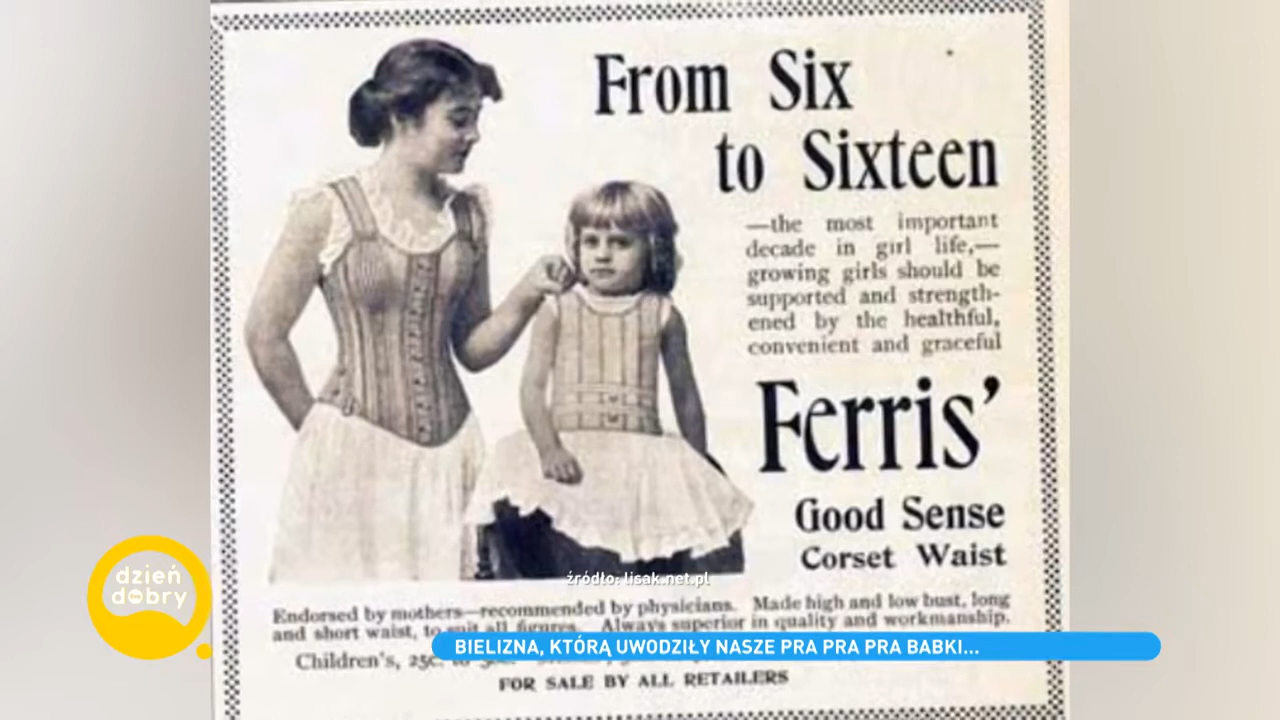 From Six
to Sixteen
—the most important
decade in girl life,—
growing girls should be
supported and strength-
ened by the healthful,
convenient and graceful
Ferris'
Good Sense
Corset Waist
źródło: lisak.net.pl
Endorsed by mothers—recommended by physicians. Made high and low bust, long
and short waist, to suit all figures. Always superior in quality and workmanship.
Children's, 25c. to
FOR SALE BY ALL RETAILERS
dzień
dobry
BIELIZNA, KTÓRĄ UWODZIŁY NASZE PRA PRA PRA BABKI...